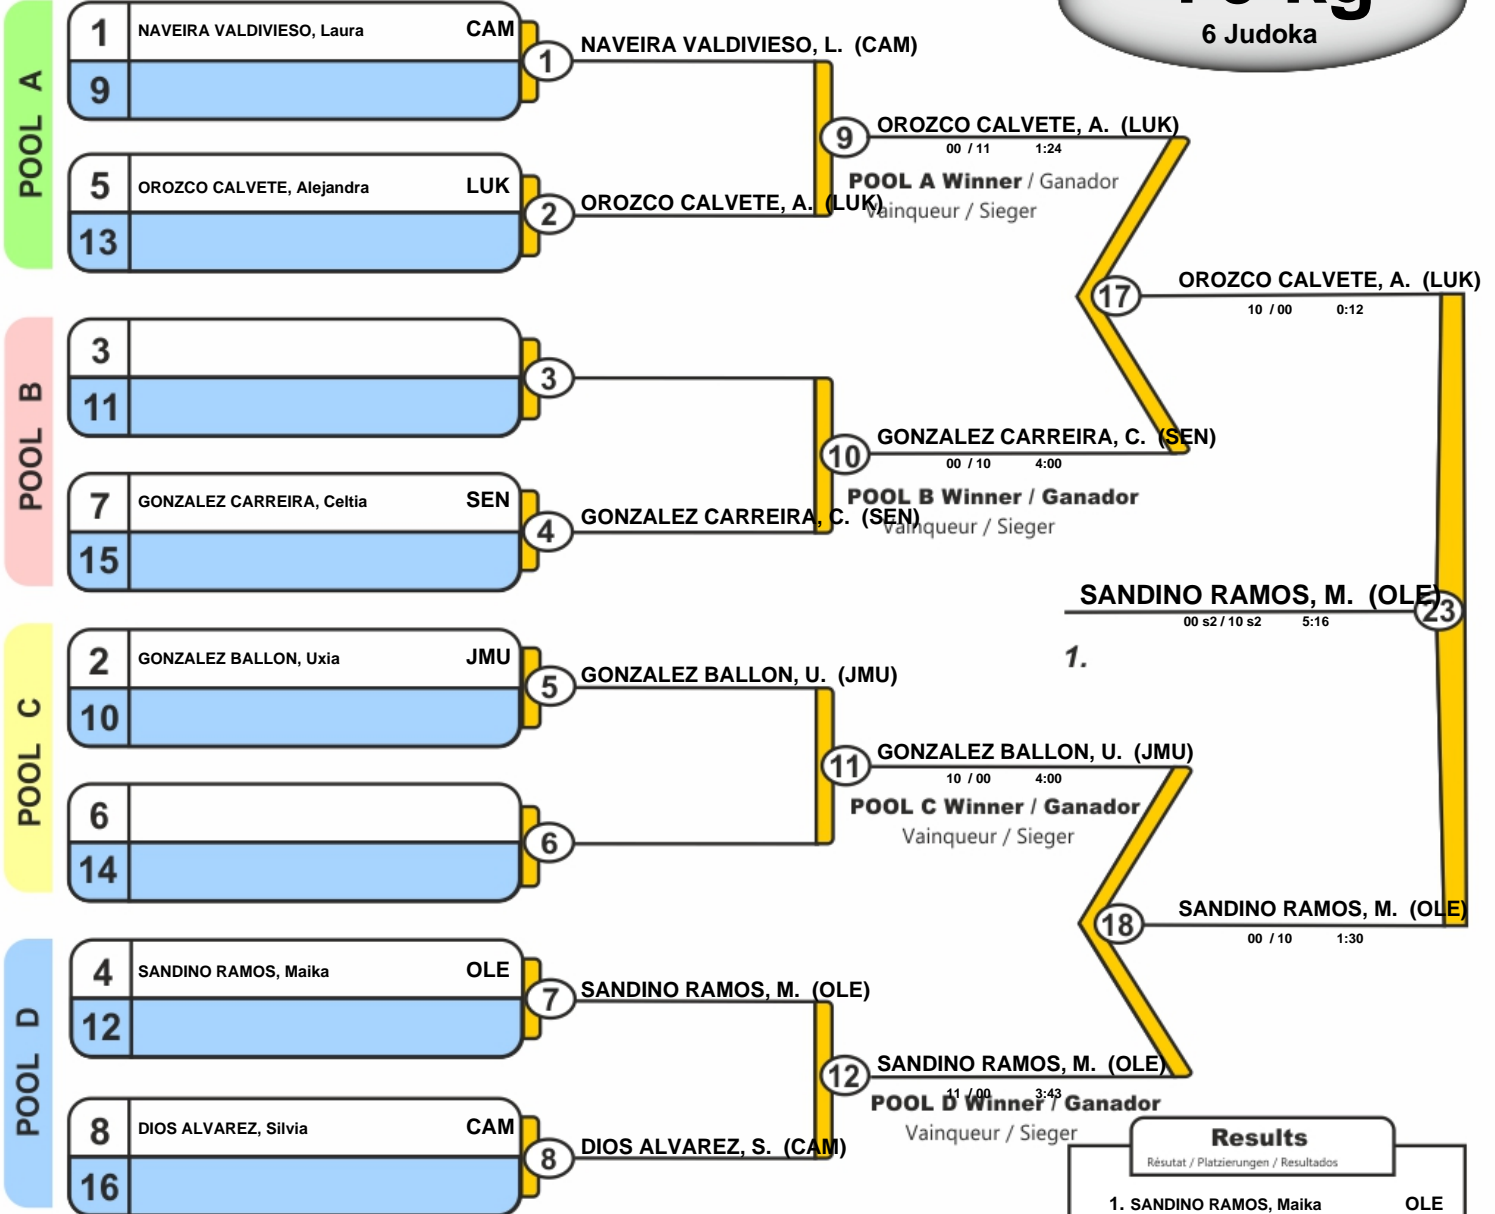 6 Judoka
POOL A
1 NAVEIRA VALDIVIESO, Laura CAM
9
1
NAVEIRA VALDIVIESO, L. (CAM)
5 OROZCO CALVETE, Alejandra LUK
13
2
OROZCO CALVETE, A. (LUK)
9
OROZCO CALVETE, A. (LUK)
00 / 11 1:24
POOL A Winner / Ganador
Vainqueur / Sieger
POOL B
3
11
3
7 GONZALEZ CARREIRA, Celtia SEN
15
4
GONZALEZ CARREIRA, C. (SEN)
10
GONZALEZ CARREIRA, C. (SEN)
00 / 10 4:00
POOL B Winner / Ganador
Vainqueur / Sieger
17
OROZCO CALVETE, A. (LUK)
10 / 00 0:12
POOL C
2 GONZALEZ BALLON, Uxia JMU
10
5
GONZALEZ BALLON, U. (JMU)
6
14
6
11
GONZALEZ BALLON, U. (JMU)
10 / 00 4:00
POOL C Winner / Ganador
Vainqueur / Sieger
POOL D
4 SANDINO RAMOS, Maika OLE
12
7
SANDINO RAMOS, M. (OLE)
8 DIOS ALVAREZ, Silvia CAM
16
8
DIOS ALVAREZ, S. (CAM)
12
SANDINO RAMOS, M. (OLE)
11 / 00 3:43
POOL D Winner / Ganador
Vainqueur / Sieger
18
SANDINO RAMOS, M. (OLE)
00 / 10 1:30
SANDINO RAMOS, M. (OLE)
23
00 s2 / 10 s2 5:16
1.
Results
Résutat / Platzierungen / Resultados
1. SANDINO RAMOS, Maika OLE